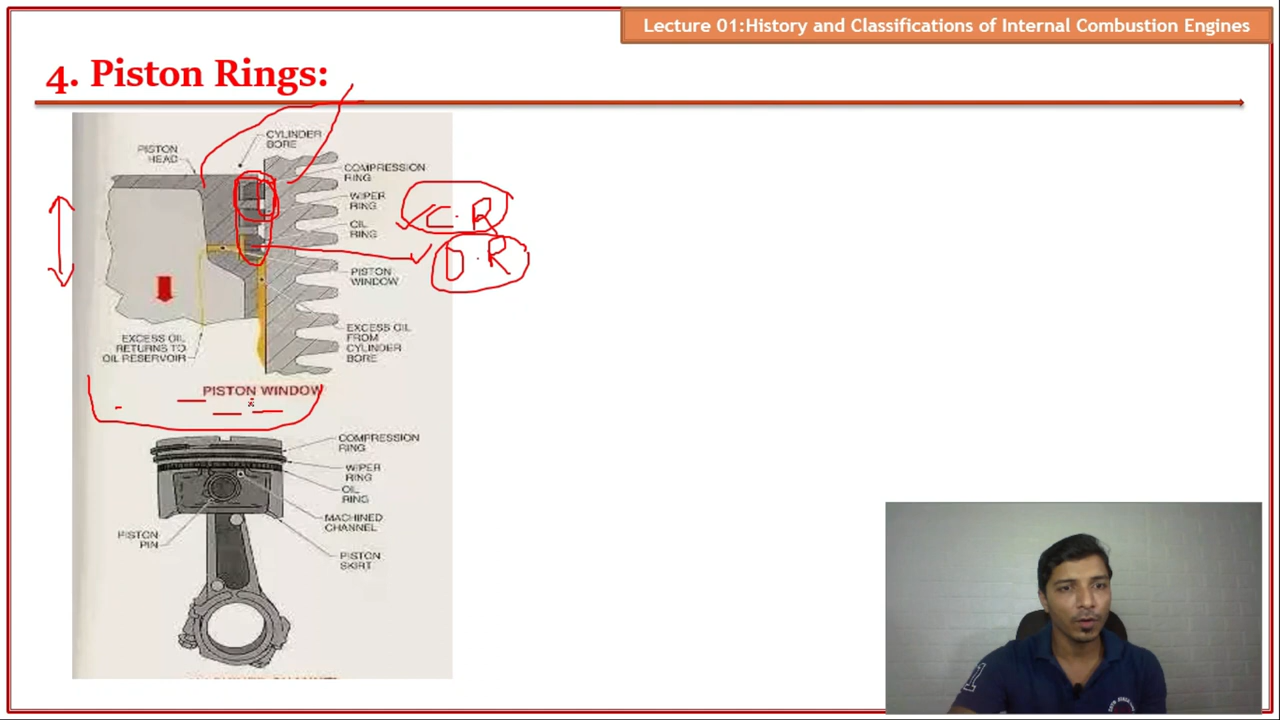 Lecture 01:History and Classifications of Internal Combustion Engines
4. Piston Rings:
CYLINDER
BORE
PISTON
HEAD
COMPRESSION
RING
WIPER
RING
C.R
OIL
RING
O.R
PISTON
WINDOW
EXCESS OIL
FROM
CYLINDER
BORE
EXCESS OIL
RETURNS TO
OIL RESERVOIR
PISTON WINDOW
COMPRESSION
RING
WIPER
RING
OIL
RING
MACHINED
CHANNEL
PISTON
PIN
PISTON
SKIRT